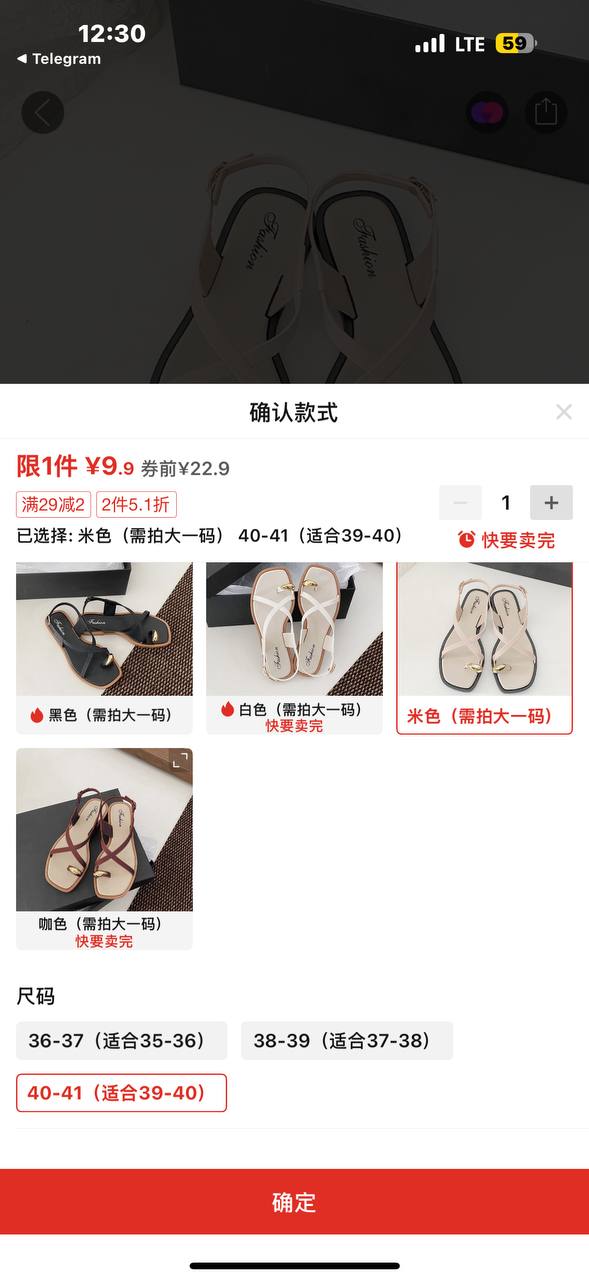 12:30
LTE 59
◀ Telegram
Fashion Fashion
确认款式
限1件 ¥9.9 券前¥22.9
满29减2 2件5.1折
1
已选择: 米色（需拍大一码） 40-41（适合39-40）
快要卖完
黑色（需拍大一码）
白色（需拍大一码）
快要卖完
米色（需拍大一码）
咖色（需拍大一码）
快要卖完
尺码
36-37（适合35-36）
38-39（适合37-38）
40-41（适合39-40）
确定